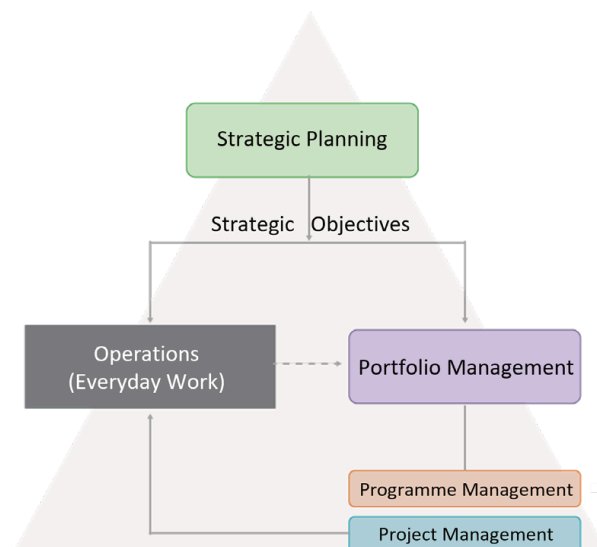 Strategic Planning
Strategic Objectives
Operations
(Everyday Work)
Portfolio Management
Programme Management
Project Management